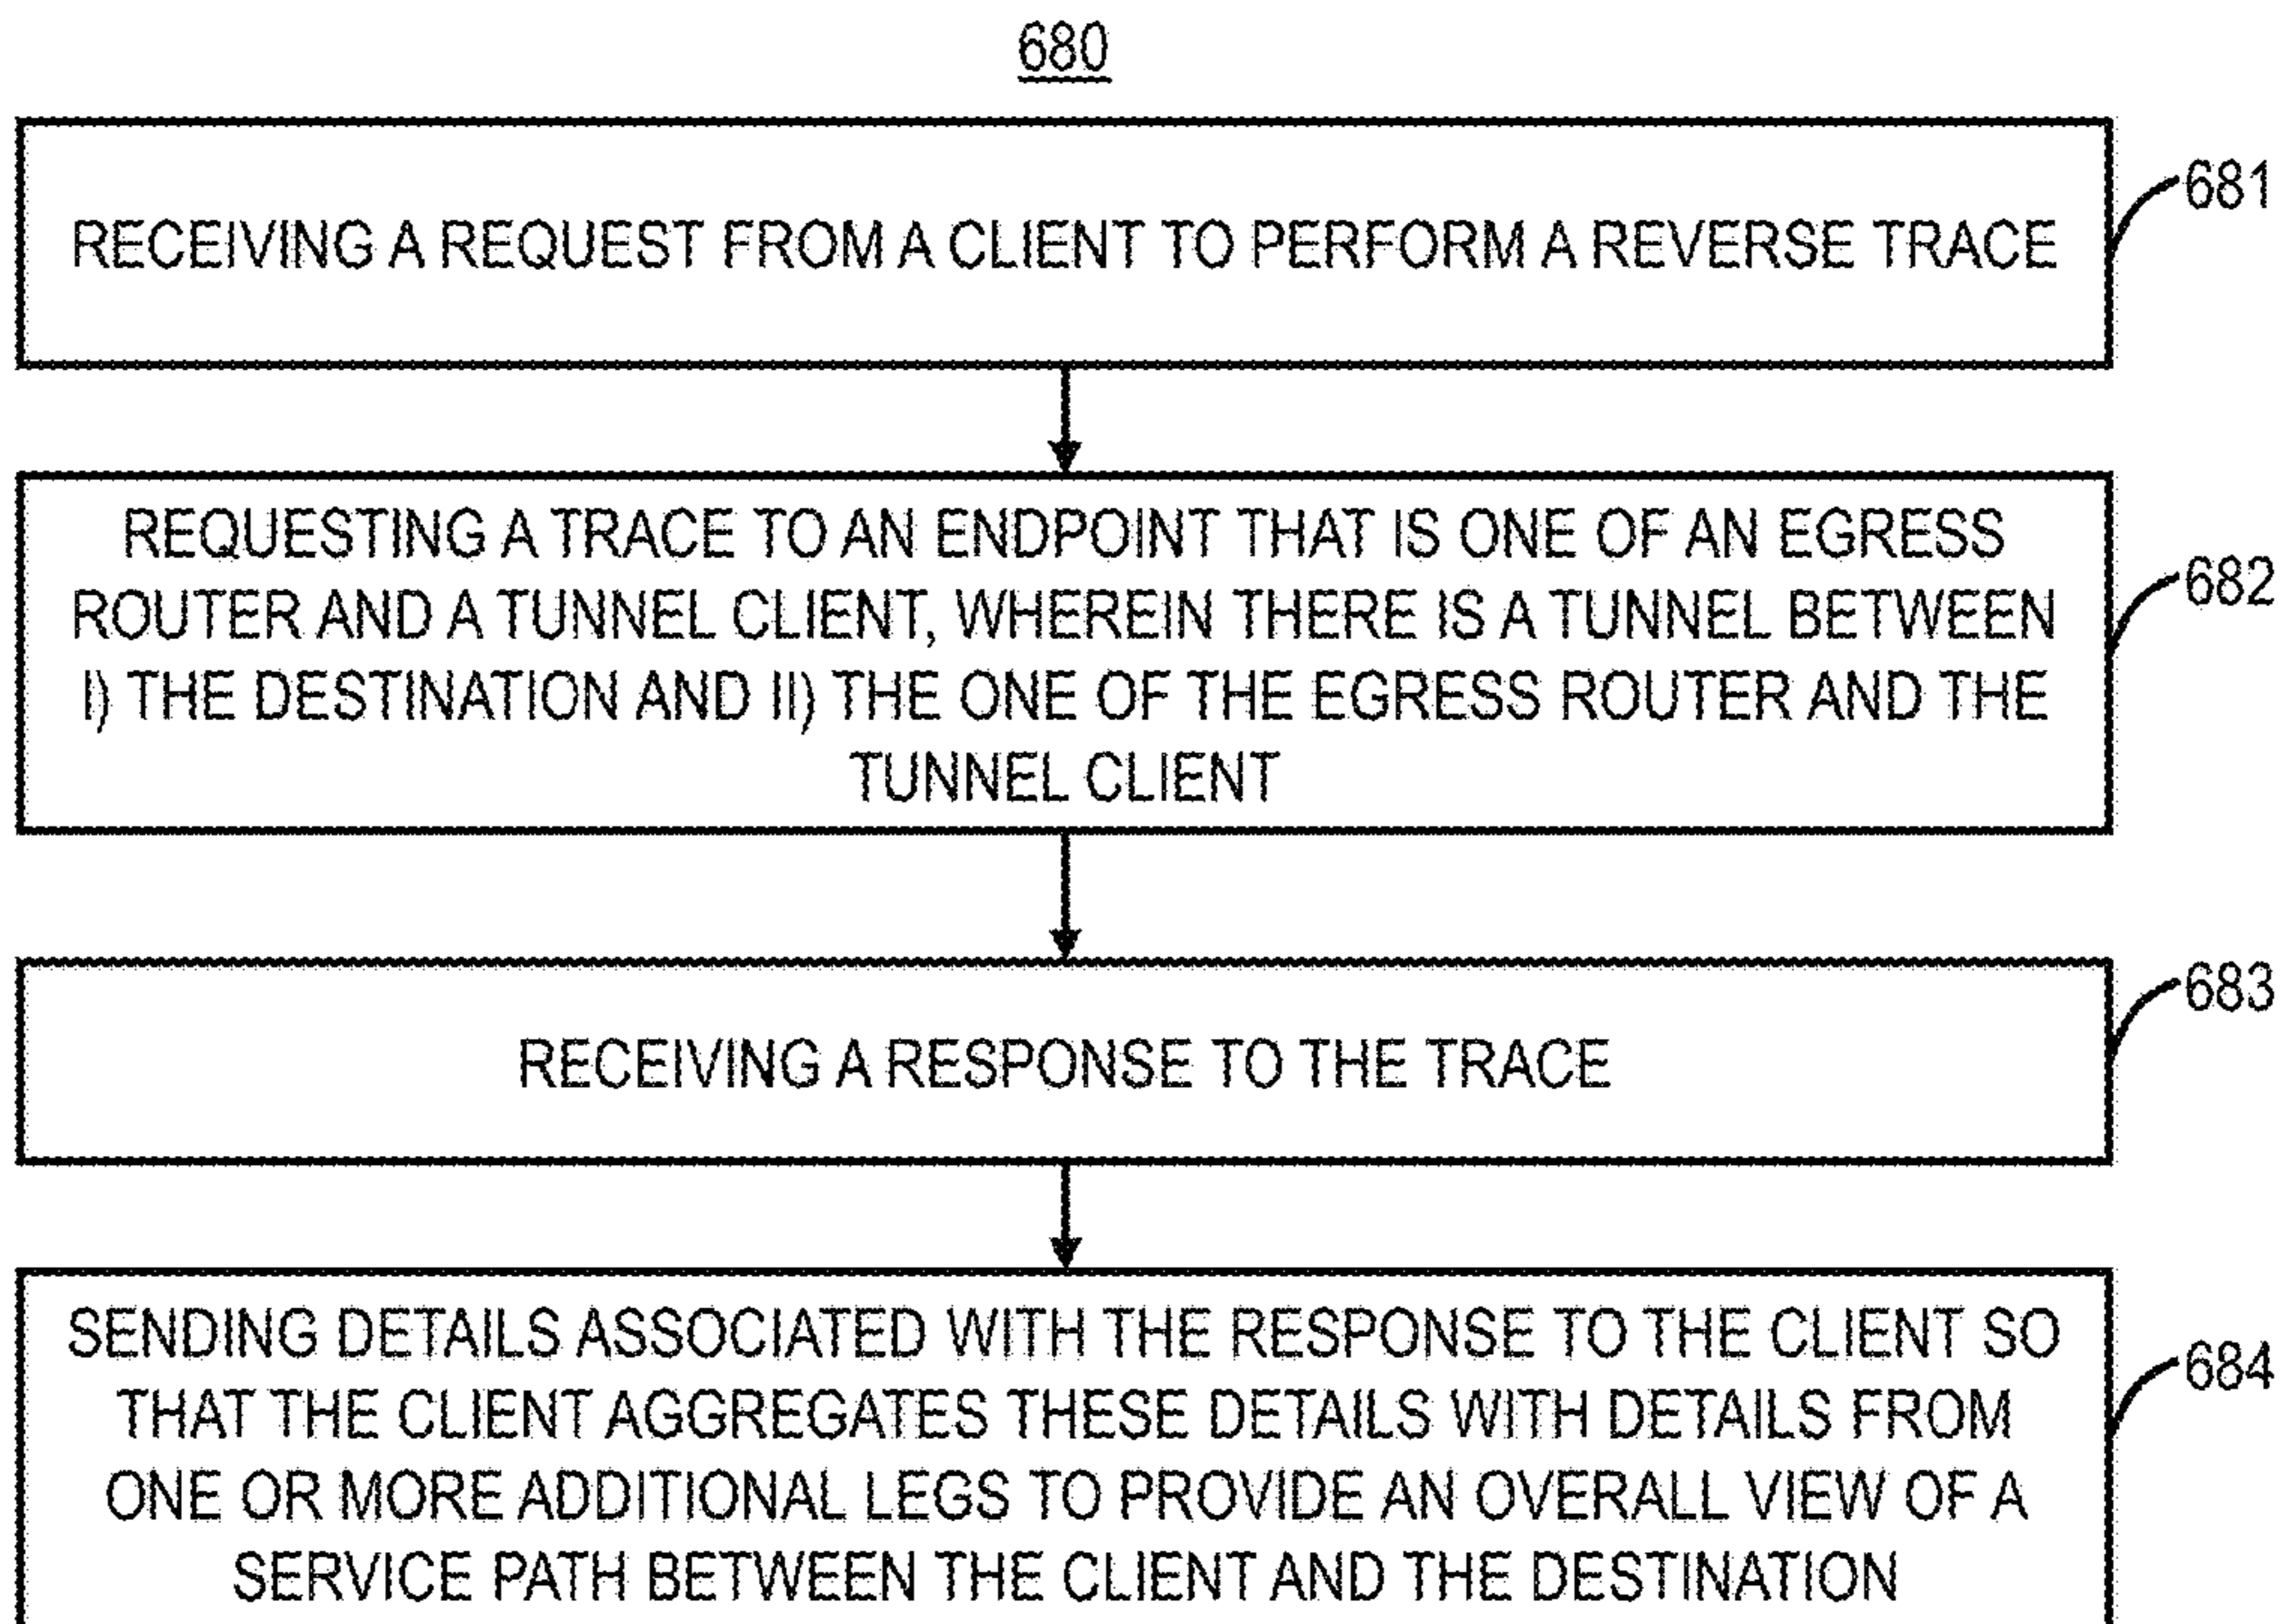 680
RECEIVING A REQUEST FROM A CLIENT TO PERFORM A REVERSE TRACE
681
REQUESTING A TRACE TO AN ENDPOINT THAT IS ONE OF AN EGRESS
ROUTER AND A TUNNEL CLIENT, WHEREIN THERE IS A TUNNEL BETWEEN
I) THE DESTINATION AND II) THE ONE OF THE EGRESS ROUTER AND THE
TUNNEL CLIENT
682
RECEIVING A RESPONSE TO THE TRACE
683
SENDING DETAILS ASSOCIATED WITH THE RESPONSE TO THE CLIENT SO
THAT THE CLIENT AGGREGATES THESE DETAILS WITH DETAILS FROM
ONE OR MORE ADDITIONAL LEGS TO PROVIDE AN OVERALL VIEW OF A
SERVICE PATH BETWEEN THE CLIENT AND THE DESTINATION
684